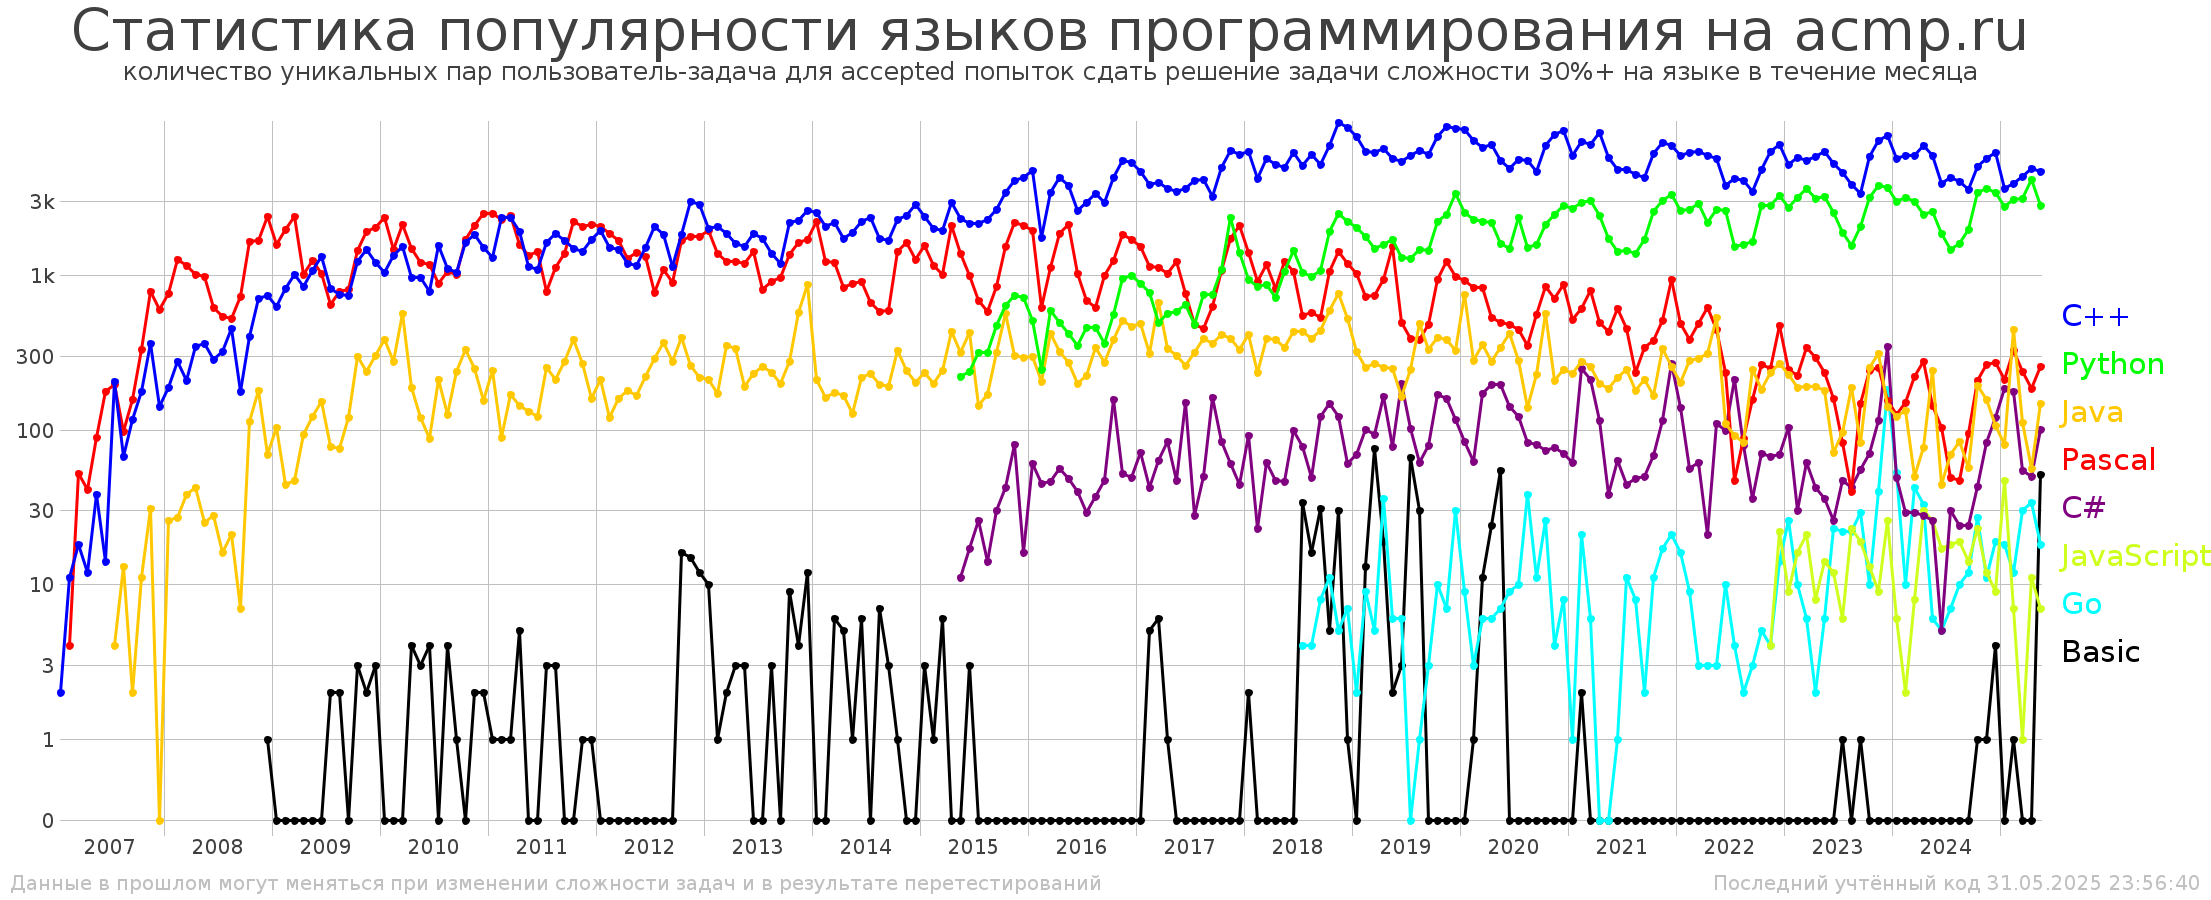 Статистика популярности языков программирования на acmp.ru
количество уникальных пар пользователь-задача для accepted попыток сдать решение задачи сложности 30%+ на языке в течение месяца
3k
1k
300
100
30
10
3
1
0
C++
Python
Java
Pascal
C#
JavaScript
Go
Basic
2007 2008 2009 2010 2011 2012 2013 2014 2015 2016 2017 2018 2019 2020 2021 2022 2023 2024
Данные в прошлом могут меняться при изменении сложности задач и в результате перетестирований
Последний учтённый код 31.05.2025 23:56:40